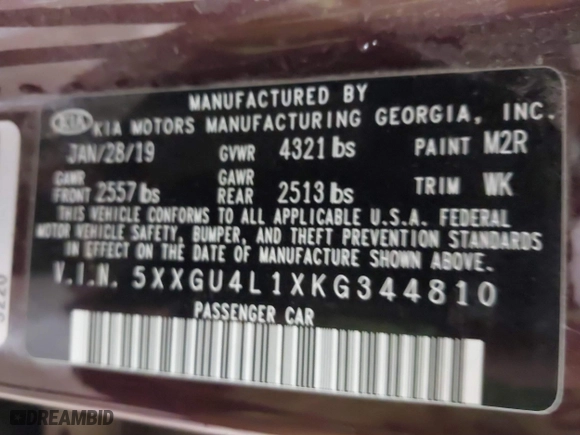 MANUFACTURED BY
KIA KIA MOTORS MANUFACTURING GEORGIA, INC.
JAN/28/19 GVWR 4321 lbs PAINT M2R
GAWR FRONT 2557 lbs GAWR REAR 2513 lbs TRIM WK
THIS VEHICLE CONFORMS TO ALL APPLICABLE U.S.A. FEDERAL
MOTOR VEHICLE SAFETY, BUMPER, AND THEFT PREVENTION STANDARDS
IN EFFECT ON THE DATE OF MANUFACTURE SHOWN ABOVE.
V.I.N. 5XXGU4L1XKG344810
PASSENGER CAR
DREAMBID